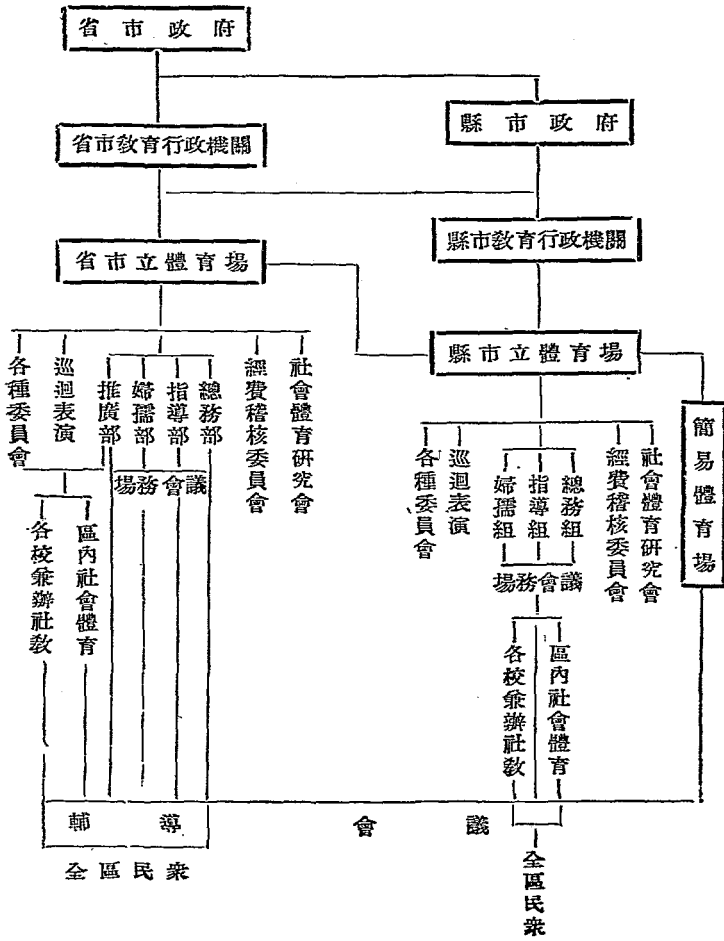 省市政府
縣市政府
省市教育行政機關
縣市教育行政機關
省市立體育場
縣市立體育場
簡易體育場
社會體育研究會
經費稽核委員會
總務部
指導部
婦孺部
推廣部
巡迴表演
各種委員會
場務會議
區內社會體育
各校兼辦社教
社會體育研究會
經費稽核委員會
總務組
指導組
婦孺組
巡迴表演
各種委員會
場務會議
區內社會體育
各校兼辦社教
輔導會議
全區民衆
全區民衆